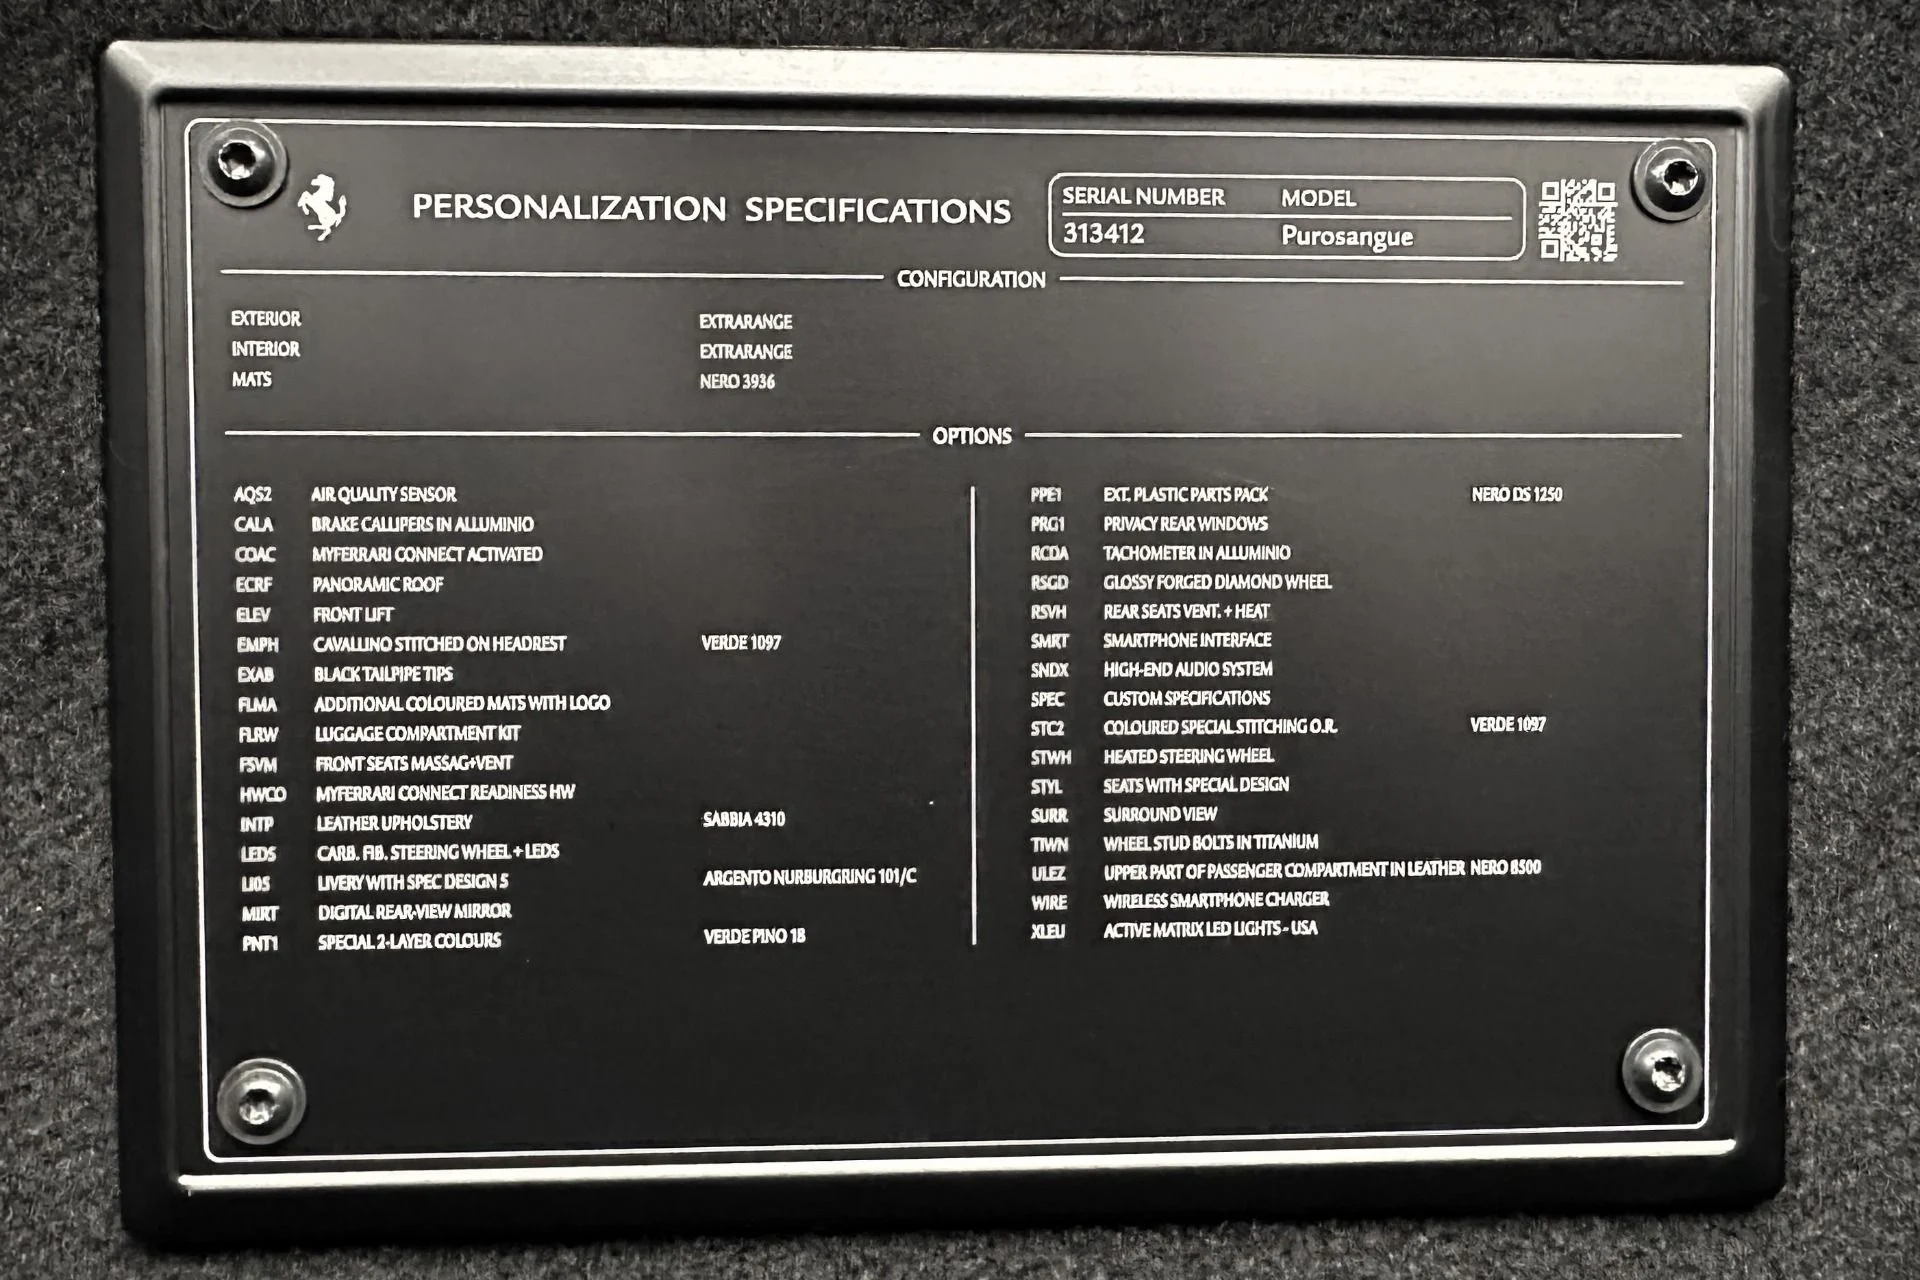 PERSONALIZATION SPECIFICATIONS
SERIAL NUMBER MODEL
313412 Purosangue
CONFIGURATION
EXTERIOR EXTRARANGE
INTERIOR EXTRARANGE
MATS NERO 3936
OPTIONS
AQS2 AIR QUALITY SENSOR
CALA BRAKE CALLIPERS IN ALLUMINIO
COAC MYFERRARI CONNECT ACTIVATED
ECRF PANORAMIC ROOF
ELEV FRONT LIFT
EMPH CAVALLINO STITCHED ON HEADREST VERDE 1097
EXAB BLACK TAILPIPE TIPS
FLMA ADDITIONAL COLOURED MATS WITH LOGO
FLRW LUGGAGE COMPARTMENT KIT
FSVM FRONT SEATS MASSAG+VENT
HWCO MYFERRARI CONNECT READINESS HW
INTP LEATHER UPHOLSTERY SABBIA 4310
LEDS CARB. FIB. STEERING WHEEL + LEDS
LI05 LIVERY WITH SPEC DESIGN 5 ARGENTO NURBURGRING 101/C
MIRT DIGITAL REAR-VIEW MIRROR
PNT1 SPECIAL 2-LAYER COLOURS VERDE PINO 1B
PPE1 EXT. PLASTIC PARTS PACK NERO DS 1250
PRG1 PRIVACY REAR WINDOWS
RCDA TACHOMETER IN ALLUMINIO
RSGD GLOSSY FORGED DIAMOND WHEEL
RSVH REAR SEATS VENT. + HEAT
SMRT SMARTPHONE INTERFACE
SNDX HIGH-END AUDIO SYSTEM
SPEC CUSTOM SPECIFICATIONS
STC2 COLOURED SPECIAL STITCHING O.R. VERDE 1097
STWH HEATED STEERING WHEEL
STYL SEATS WITH SPECIAL DESIGN
SURR SURROUND VIEW
TIWN WHEEL STUD BOLTS IN TITANIUM
ULEZ UPPER PART OF PASSENGER COMPARTMENT IN LEATHER NERO 8500
WIRE WIRELESS SMARTPHONE CHARGER
XLEU ACTIVE MATRIX LED LIGHTS - USA